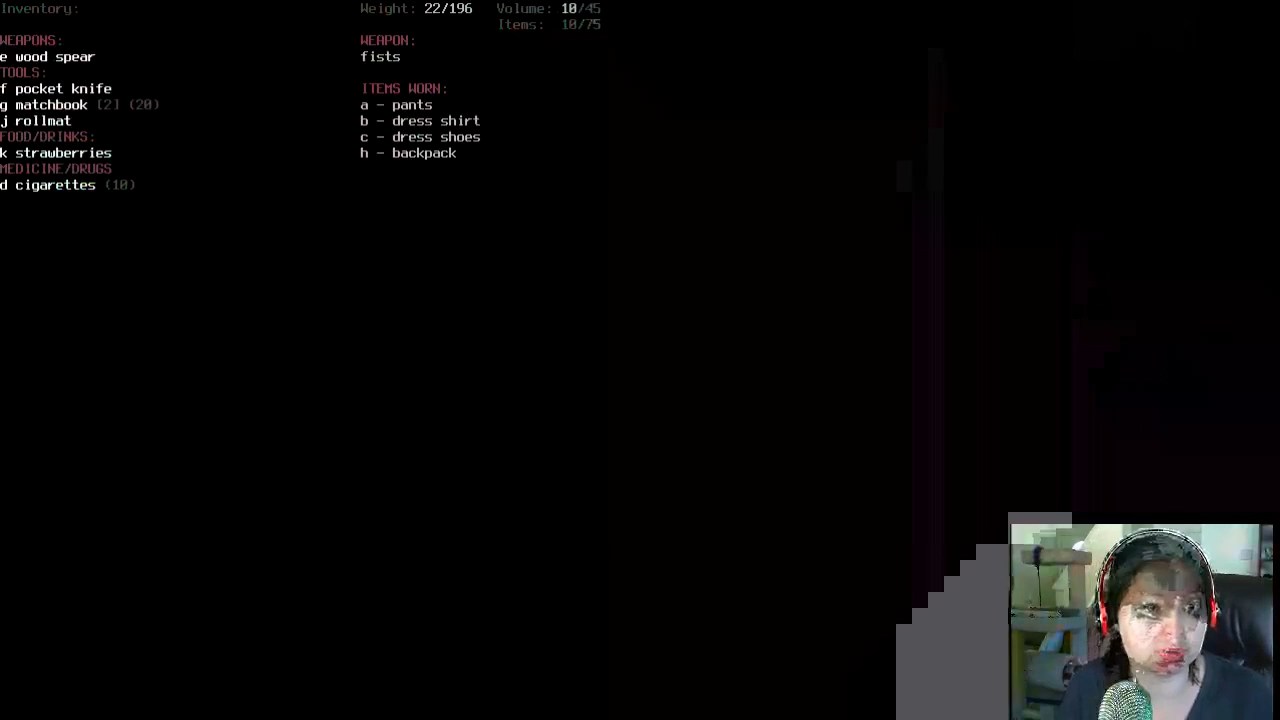 Inventory:
Weight: 22/196 Volume: 10/45
Items: 10/75
WEAPONS:
e wood spear
TOOLS:
f pocket knife
g matchbook [2] (20)
j rollmat
FOOD/DRINKS:
k strawberries
MEDICINE/DRUGS
d cigarettes (10)
WEAPON:
fists
ITEMS WORN:
a - pants
b - dress shirt
c - dress shoes
h - backpack